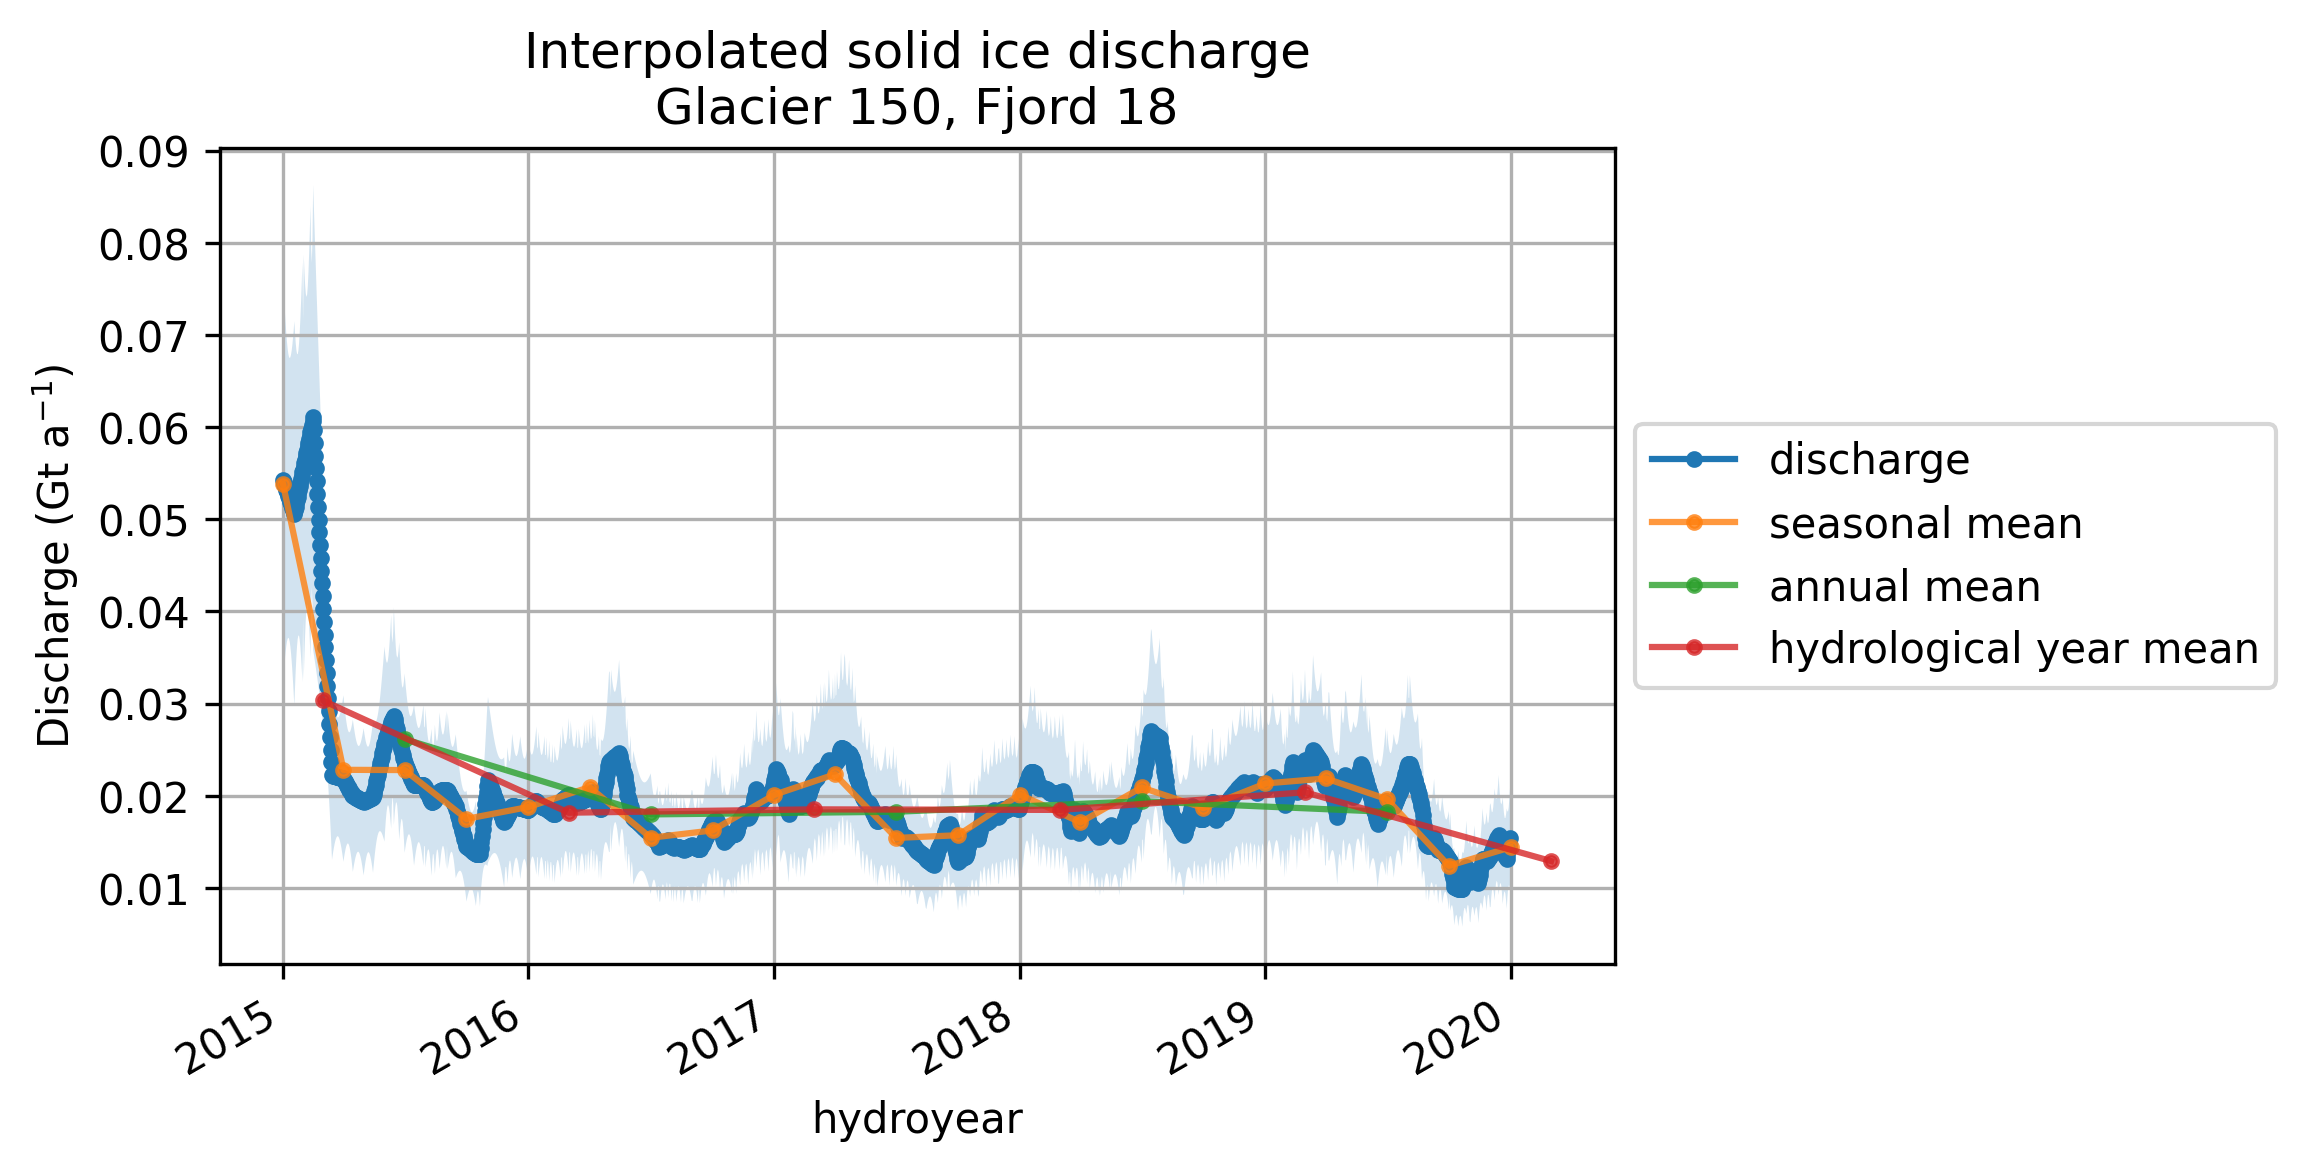 Interpolated solid ice discharge
Glacier 150, Fjord 18
0.09
0.08
0.07
0.06
0.05
0.04
0.03
0.02
0.01
Discharge (Gt a⁻¹)
discharge
seasonal mean
annual mean
hydrological year mean
2015
2016
2017
2018
2019
2020
hydroyear